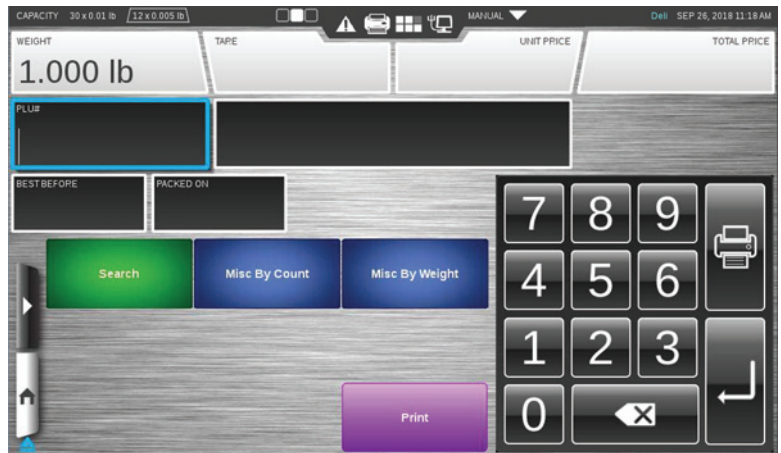 CAPACITY 30 x 0.01 lb 12 x 0.005 lb MANUAL Deli SEP 26, 2018 11:18 AM
WEIGHT TARE UNIT PRICE TOTAL PRICE
1.000 lb
PLU#
BEST BEFORE PACKED ON
7 8 9
Search Misc By Count Misc By Weight 4 5 6
1 2 3
Print 0